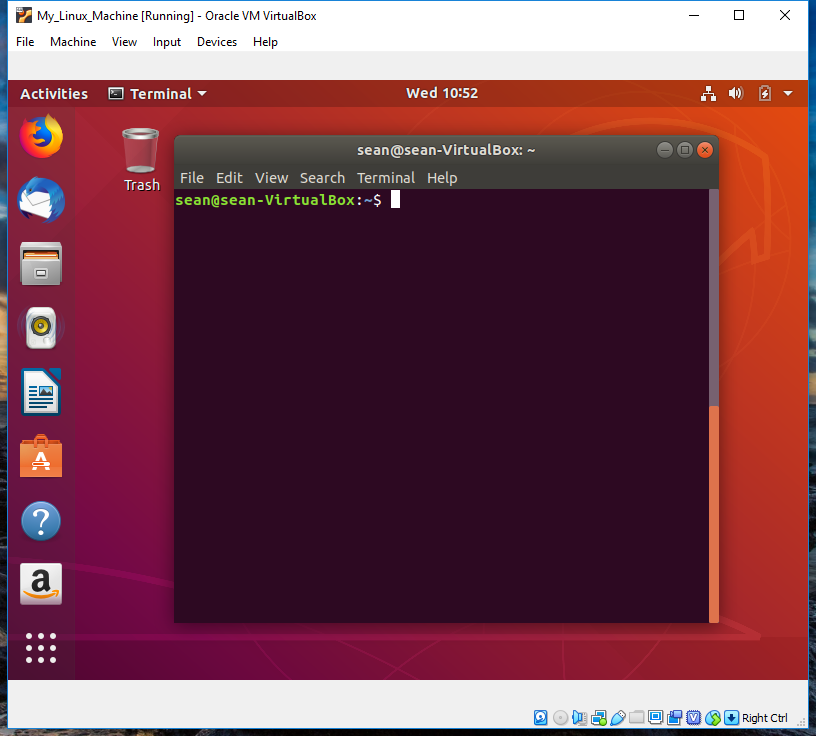 My_Linux_Machine [Running] - Oracle VM VirtualBox
File Machine View Input Devices Help
Activities Terminal Wed 10:52
Trash
sean@sean-VirtualBox: ~
File Edit View Search Terminal Help
sean@sean-VirtualBox:~$
Right Ctrl